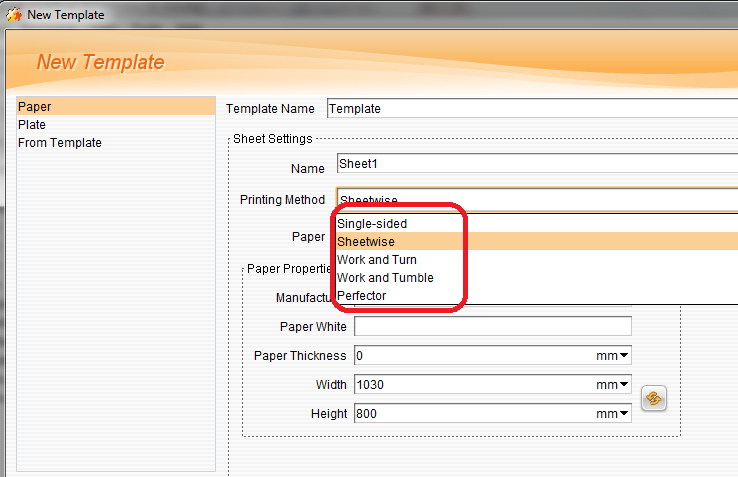 New Template
New Template
Paper
Plate
From Template
Template Name Template
Sheet Settings
Name Sheet1
Printing Method Sheetwise
Single-sided
Sheetwise
Work and Turn
Work and Tumble
Perfector
Paper
Paper Propertie
Manufactu
Paper White
Paper Thickness 0 mm
Width 1030 mm
Height 800 mm